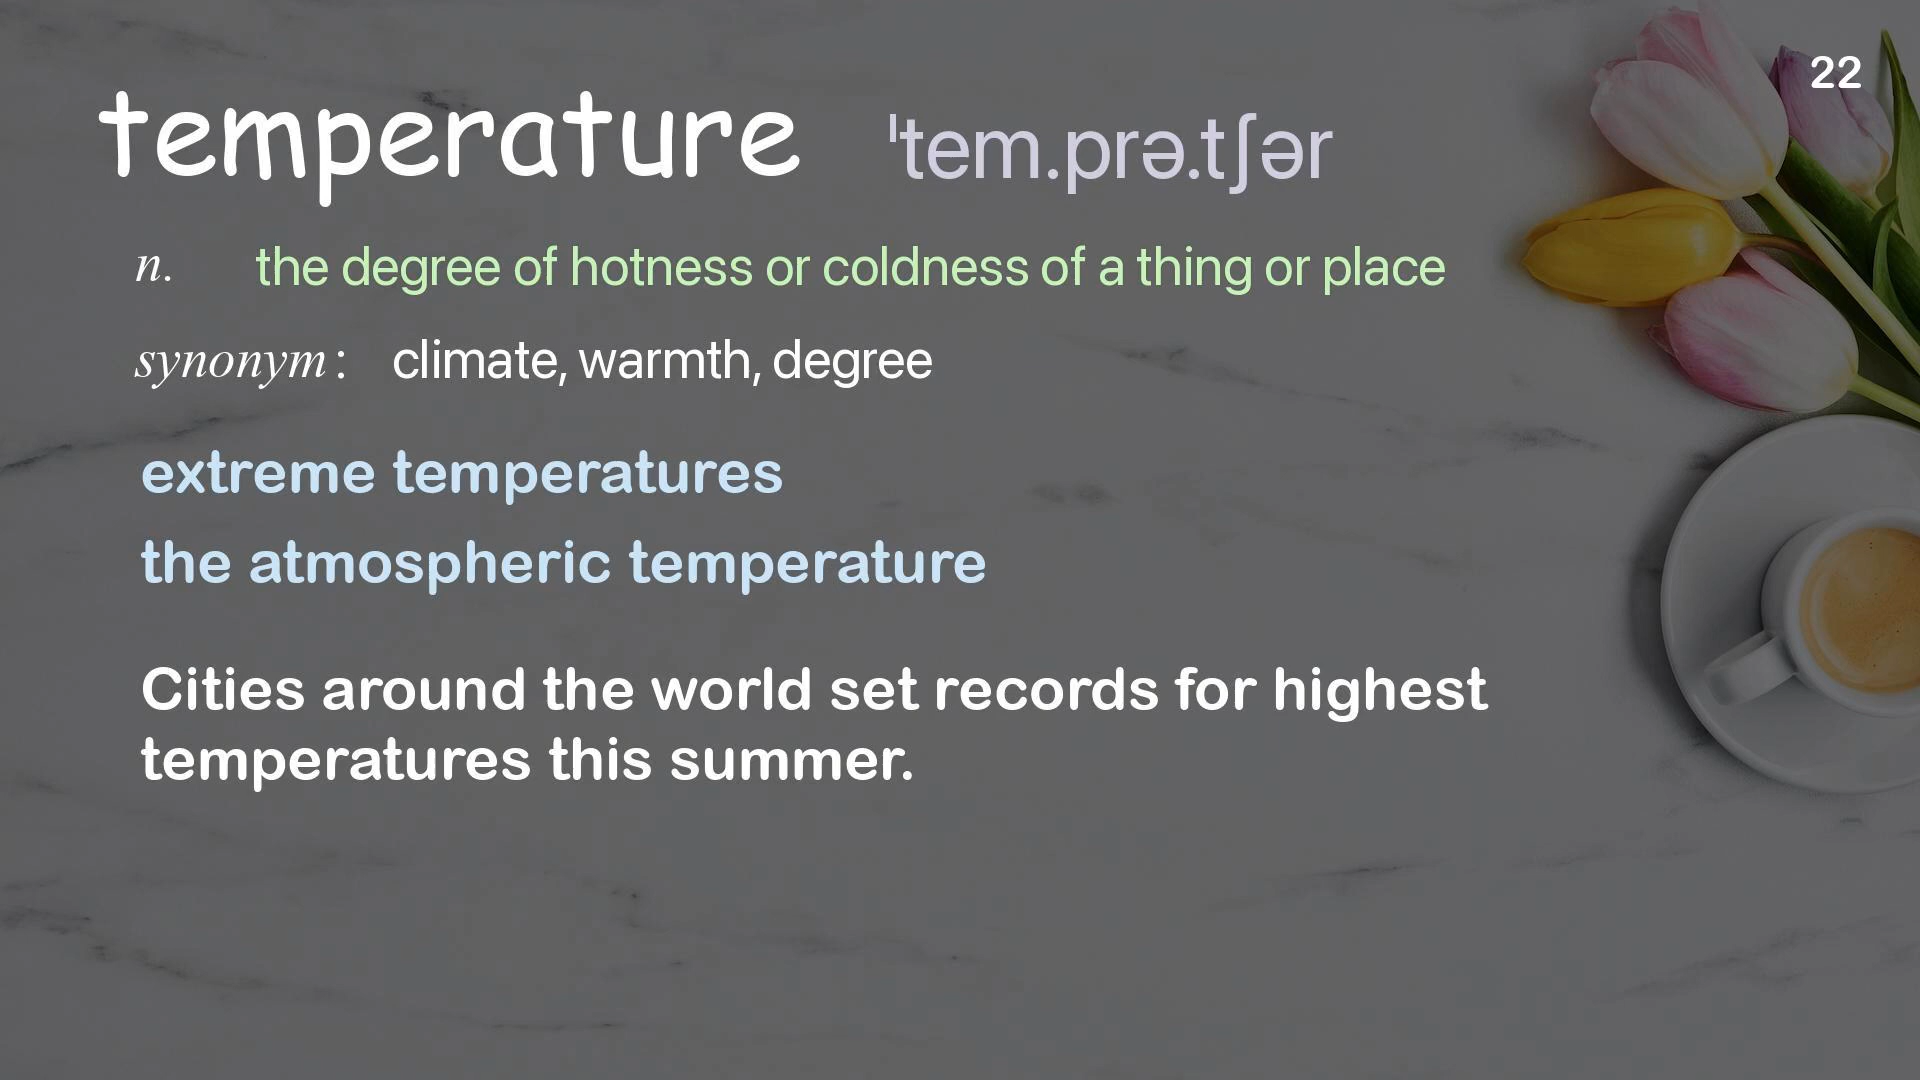 22
temperature ˈtem.prə.tʃər
n. the degree of hotness or coldness of a thing or place
synonym: climate, warmth, degree
extreme temperatures
the atmospheric temperature
Cities around the world set records for highest
temperatures this summer.